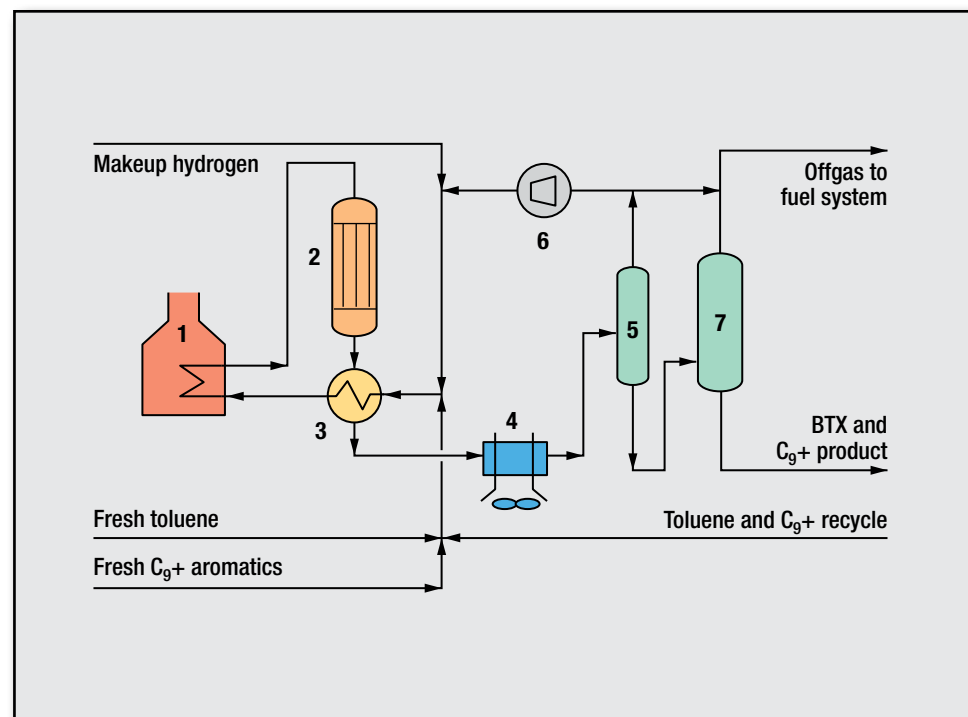 Makeup hydrogen
Offgas to
fuel system
6
2
1
5
7
3
4
BTX and
C₉+ product
Fresh toluene
Toluene and C₉+ recycle
Fresh C₉+ aromatics